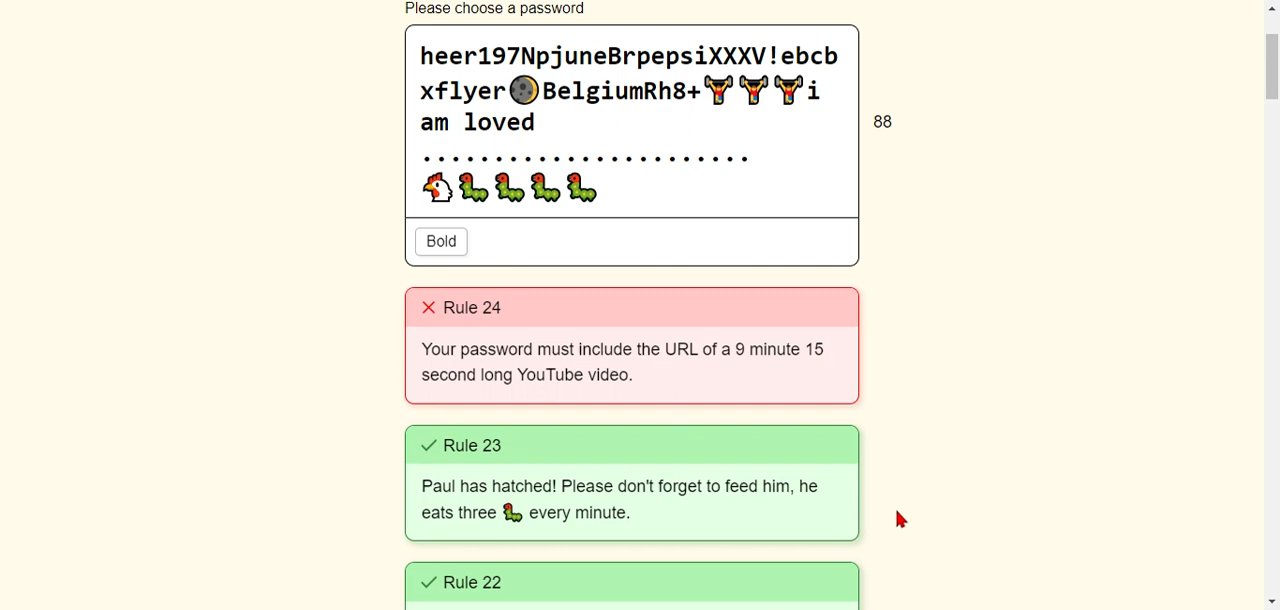 Please choose a password
heer197NpjuneBrpepsiXXXV!ebcb
xflyer🌒BelgiumRh8+🏋️🏋️🏋️i
am loved
.......................
🐔🐛🐛🐛🐛
88
Bold
Rule 24
Your password must include the URL of a 9 minute 15
second long YouTube video.
Rule 23
Paul has hatched! Please don't forget to feed him, he
eats three 🐛 every minute.
Rule 22